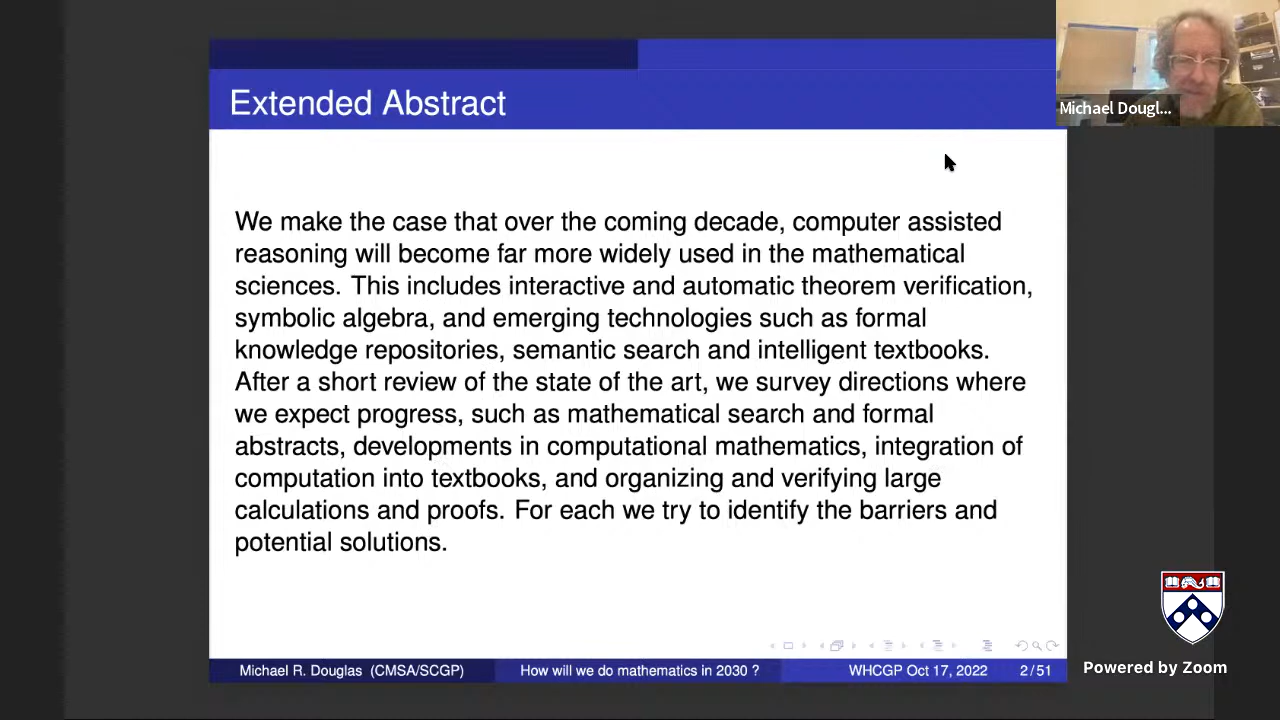 Extended Abstract
Michael Dougl...
We make the case that over the coming decade, computer assisted
reasoning will become far more widely used in the mathematical
sciences. This includes interactive and automatic theorem verification,
symbolic algebra, and emerging technologies such as formal
knowledge repositories, semantic search and intelligent textbooks.
After a short review of the state of the art, we survey directions where
we expect progress, such as mathematical search and formal
abstracts, developments in computational mathematics, integration of
computation into textbooks, and organizing and verifying large
calculations and proofs. For each we try to identify the barriers and
potential solutions.
Michael R. Douglas (CMSA/SCGP) How will we do mathematics in 2030 ? WHCGP Oct 17, 2022 2/51
Powered by Zoom